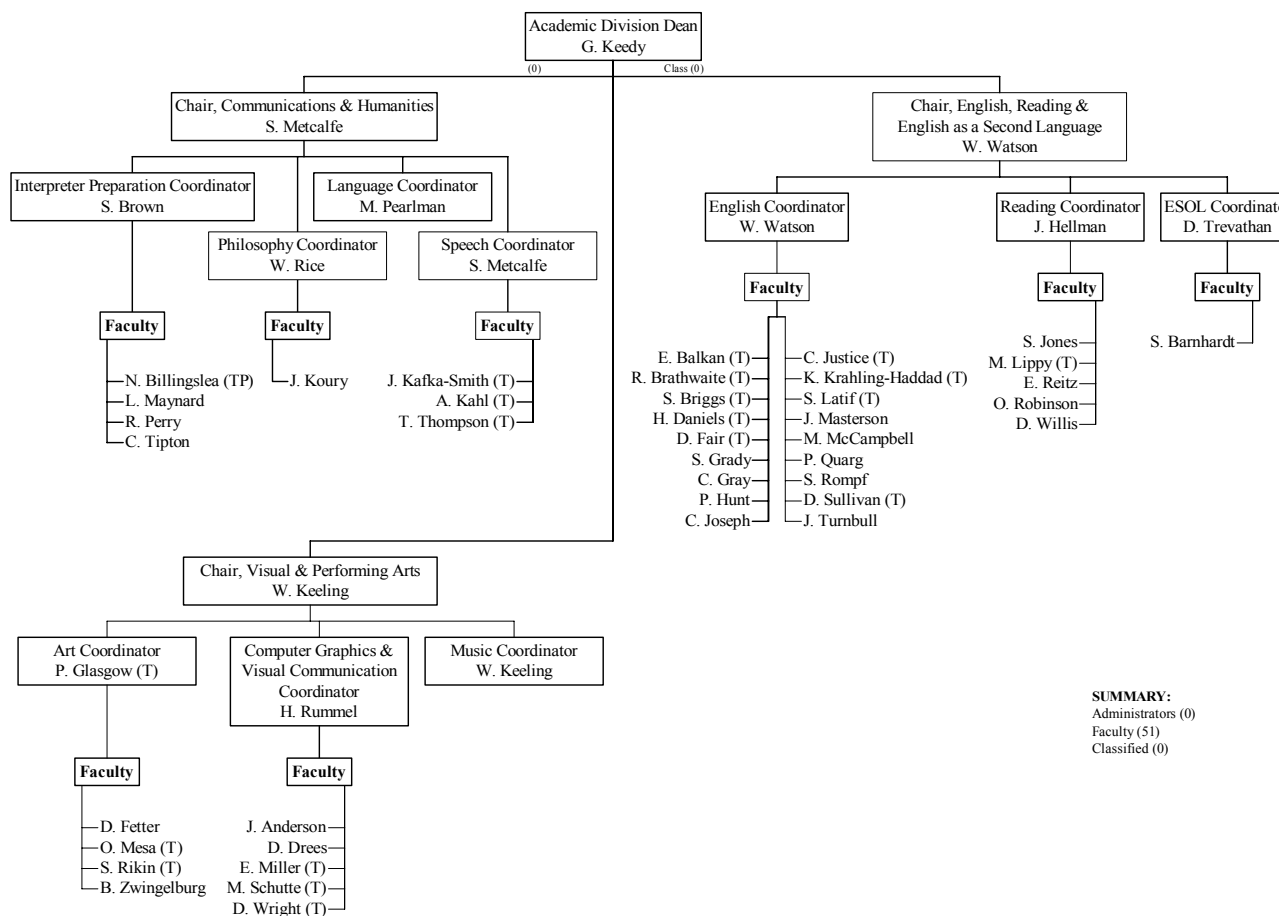 Academic Division Dean
G. Keedy
(0)
Class (0)
Chair, Communications & Humanities
S. Metcalfe
Interpreter Preparation Coordinator
S. Brown
Language Coordinator
M. Pearlman
Philosophy Coordinator
W. Rice
Speech Coordinator
S. Metcalfe
Faculty
N. Billingslea (TP)
L. Maynard
R. Perry
C. Tipton
Faculty
J. Koury
Faculty
J. Kafka-Smith (T)
A. Kahl (T)
T. Thompson (T)
Chair, English, Reading &
English as a Second Language
W. Watson
English Coordinator
W. Watson
Faculty
E. Balkan (T)
R. Brathwaite (T)
S. Briggs (T)
H. Daniels (T)
D. Fair (T)
S. Grady
C. Gray
P. Hunt
C. Joseph
C. Justice (T)
K. Krahling-Haddad (T)
S. Latif (T)
J. Masterson
M. McCampbell
P. Quarg
S. Rompf
D. Sullivan (T)
J. Turnbull
Reading Coordinator
J. Hellman
Faculty
S. Jones
M. Lippy (T)
E. Reitz
O. Robinson
D. Willis
ESOL Coordinato
D. Trevathan
Faculty
S. Barnhardt
Chair, Visual & Performing Arts
W. Keeling
Art Coordinator
P. Glasgow (T)
Faculty
D. Fetter
O. Mesa (T)
S. Rikin (T)
B. Zwingelburg
Computer Graphics &
Visual Communication
Coordinator
H. Rummel
Faculty
J. Anderson
D. Drees
E. Miller (T)
M. Schutte (T)
D. Wright (T)
Music Coordinator
W. Keeling
SUMMARY:
Administrators (0)
Faculty (51)
Classified (0)